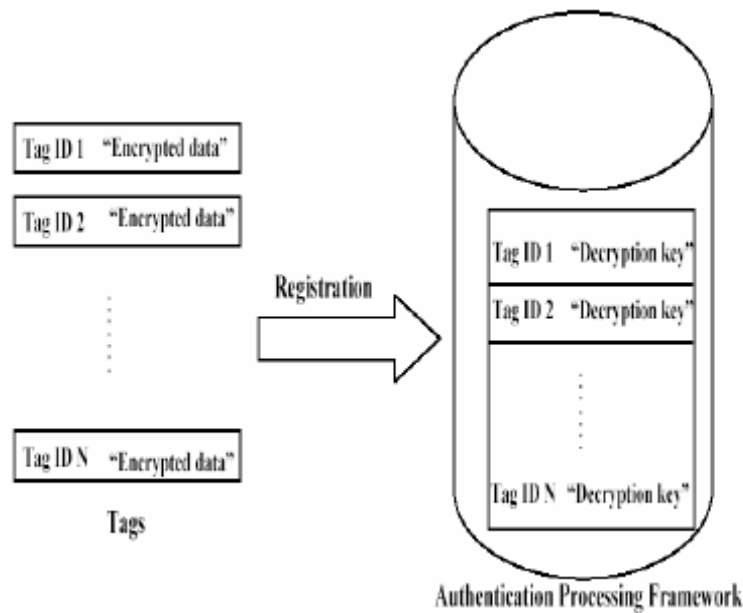 Tag ID 1 “Encrypted data”
Tag ID 2 “Encrypted data”
Tag ID N “Encrypted data”
Tags
Registration
Tag ID 1 “Decryption key”
Tag ID 2 “Decryption key”
Tag ID N “Decryption key”
Authentication Processing Framework